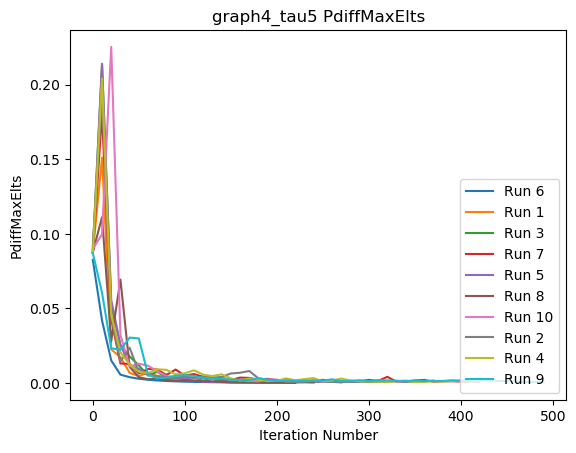 graph4_tau5 PdiffMaxElts
PdiffMaxElts
0.20
0.15
0.10
0.05
0.00
0
100
200
300
400
500
Iteration Number
Run 6
Run 1
Run 3
Run 7
Run 5
Run 8
Run 10
Run 2
Run 4
Run 9